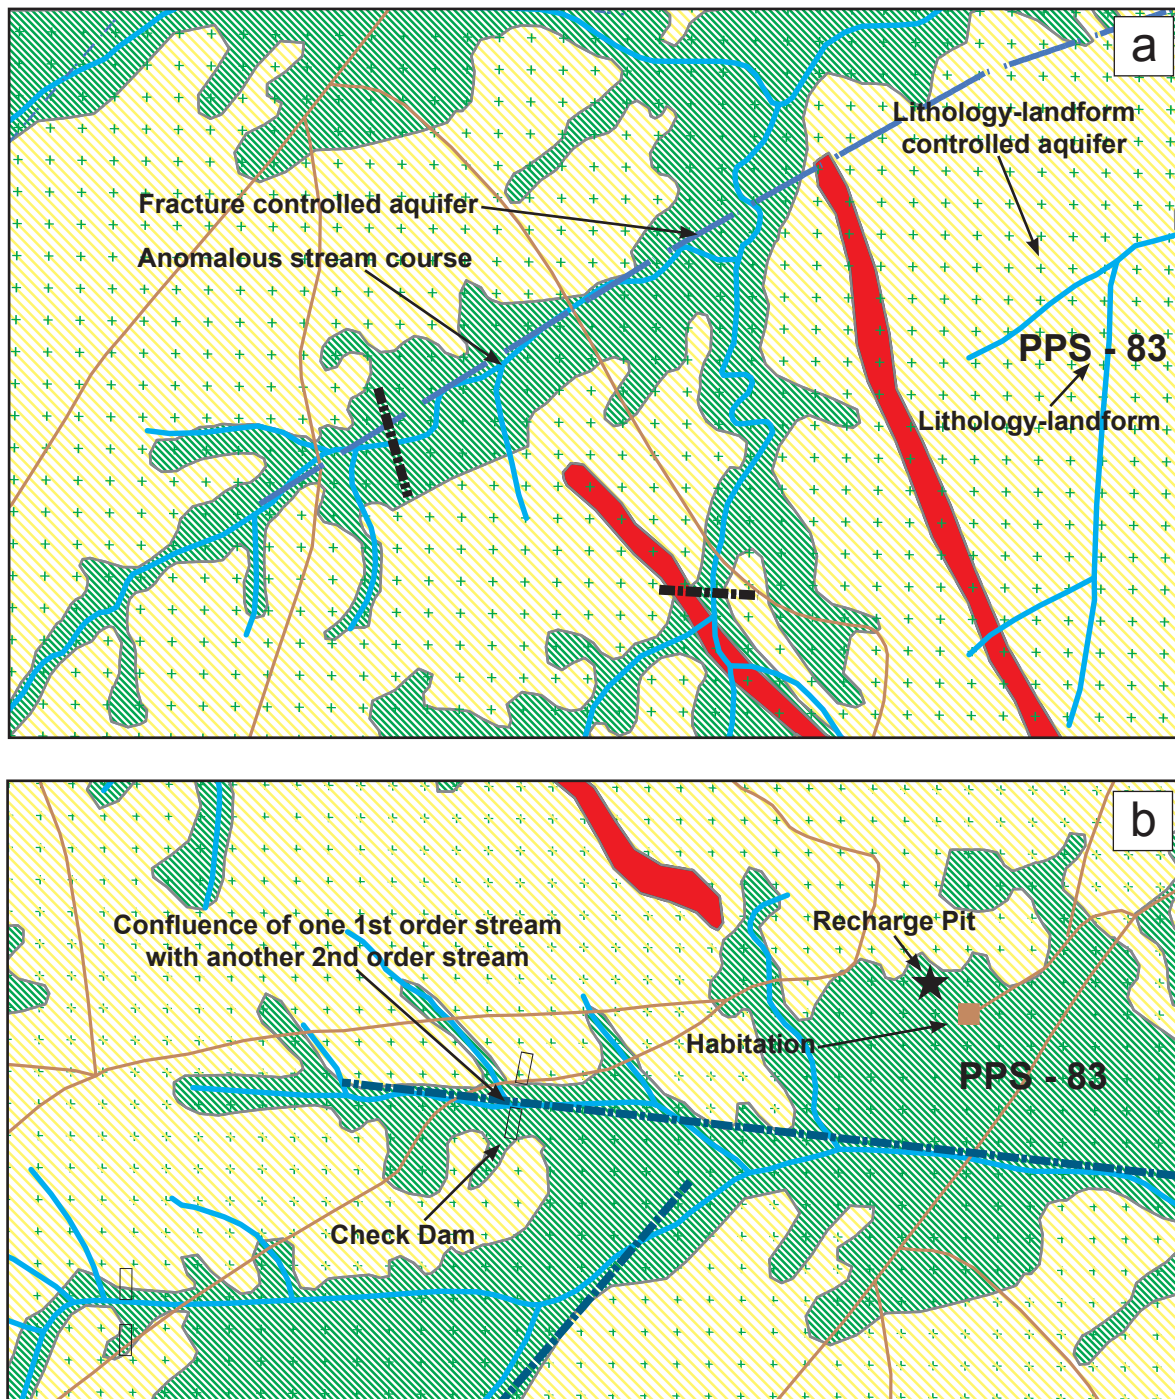 a
Lithology-landform
controlled aquifer
Fracture controlled aquifer
Anomalous stream course
PPS - 83
Lithology-landform
b
Confluence of one 1st order stream
with another 2nd order stream
Recharge Pit
Habitation
PPS - 83
Check Dam